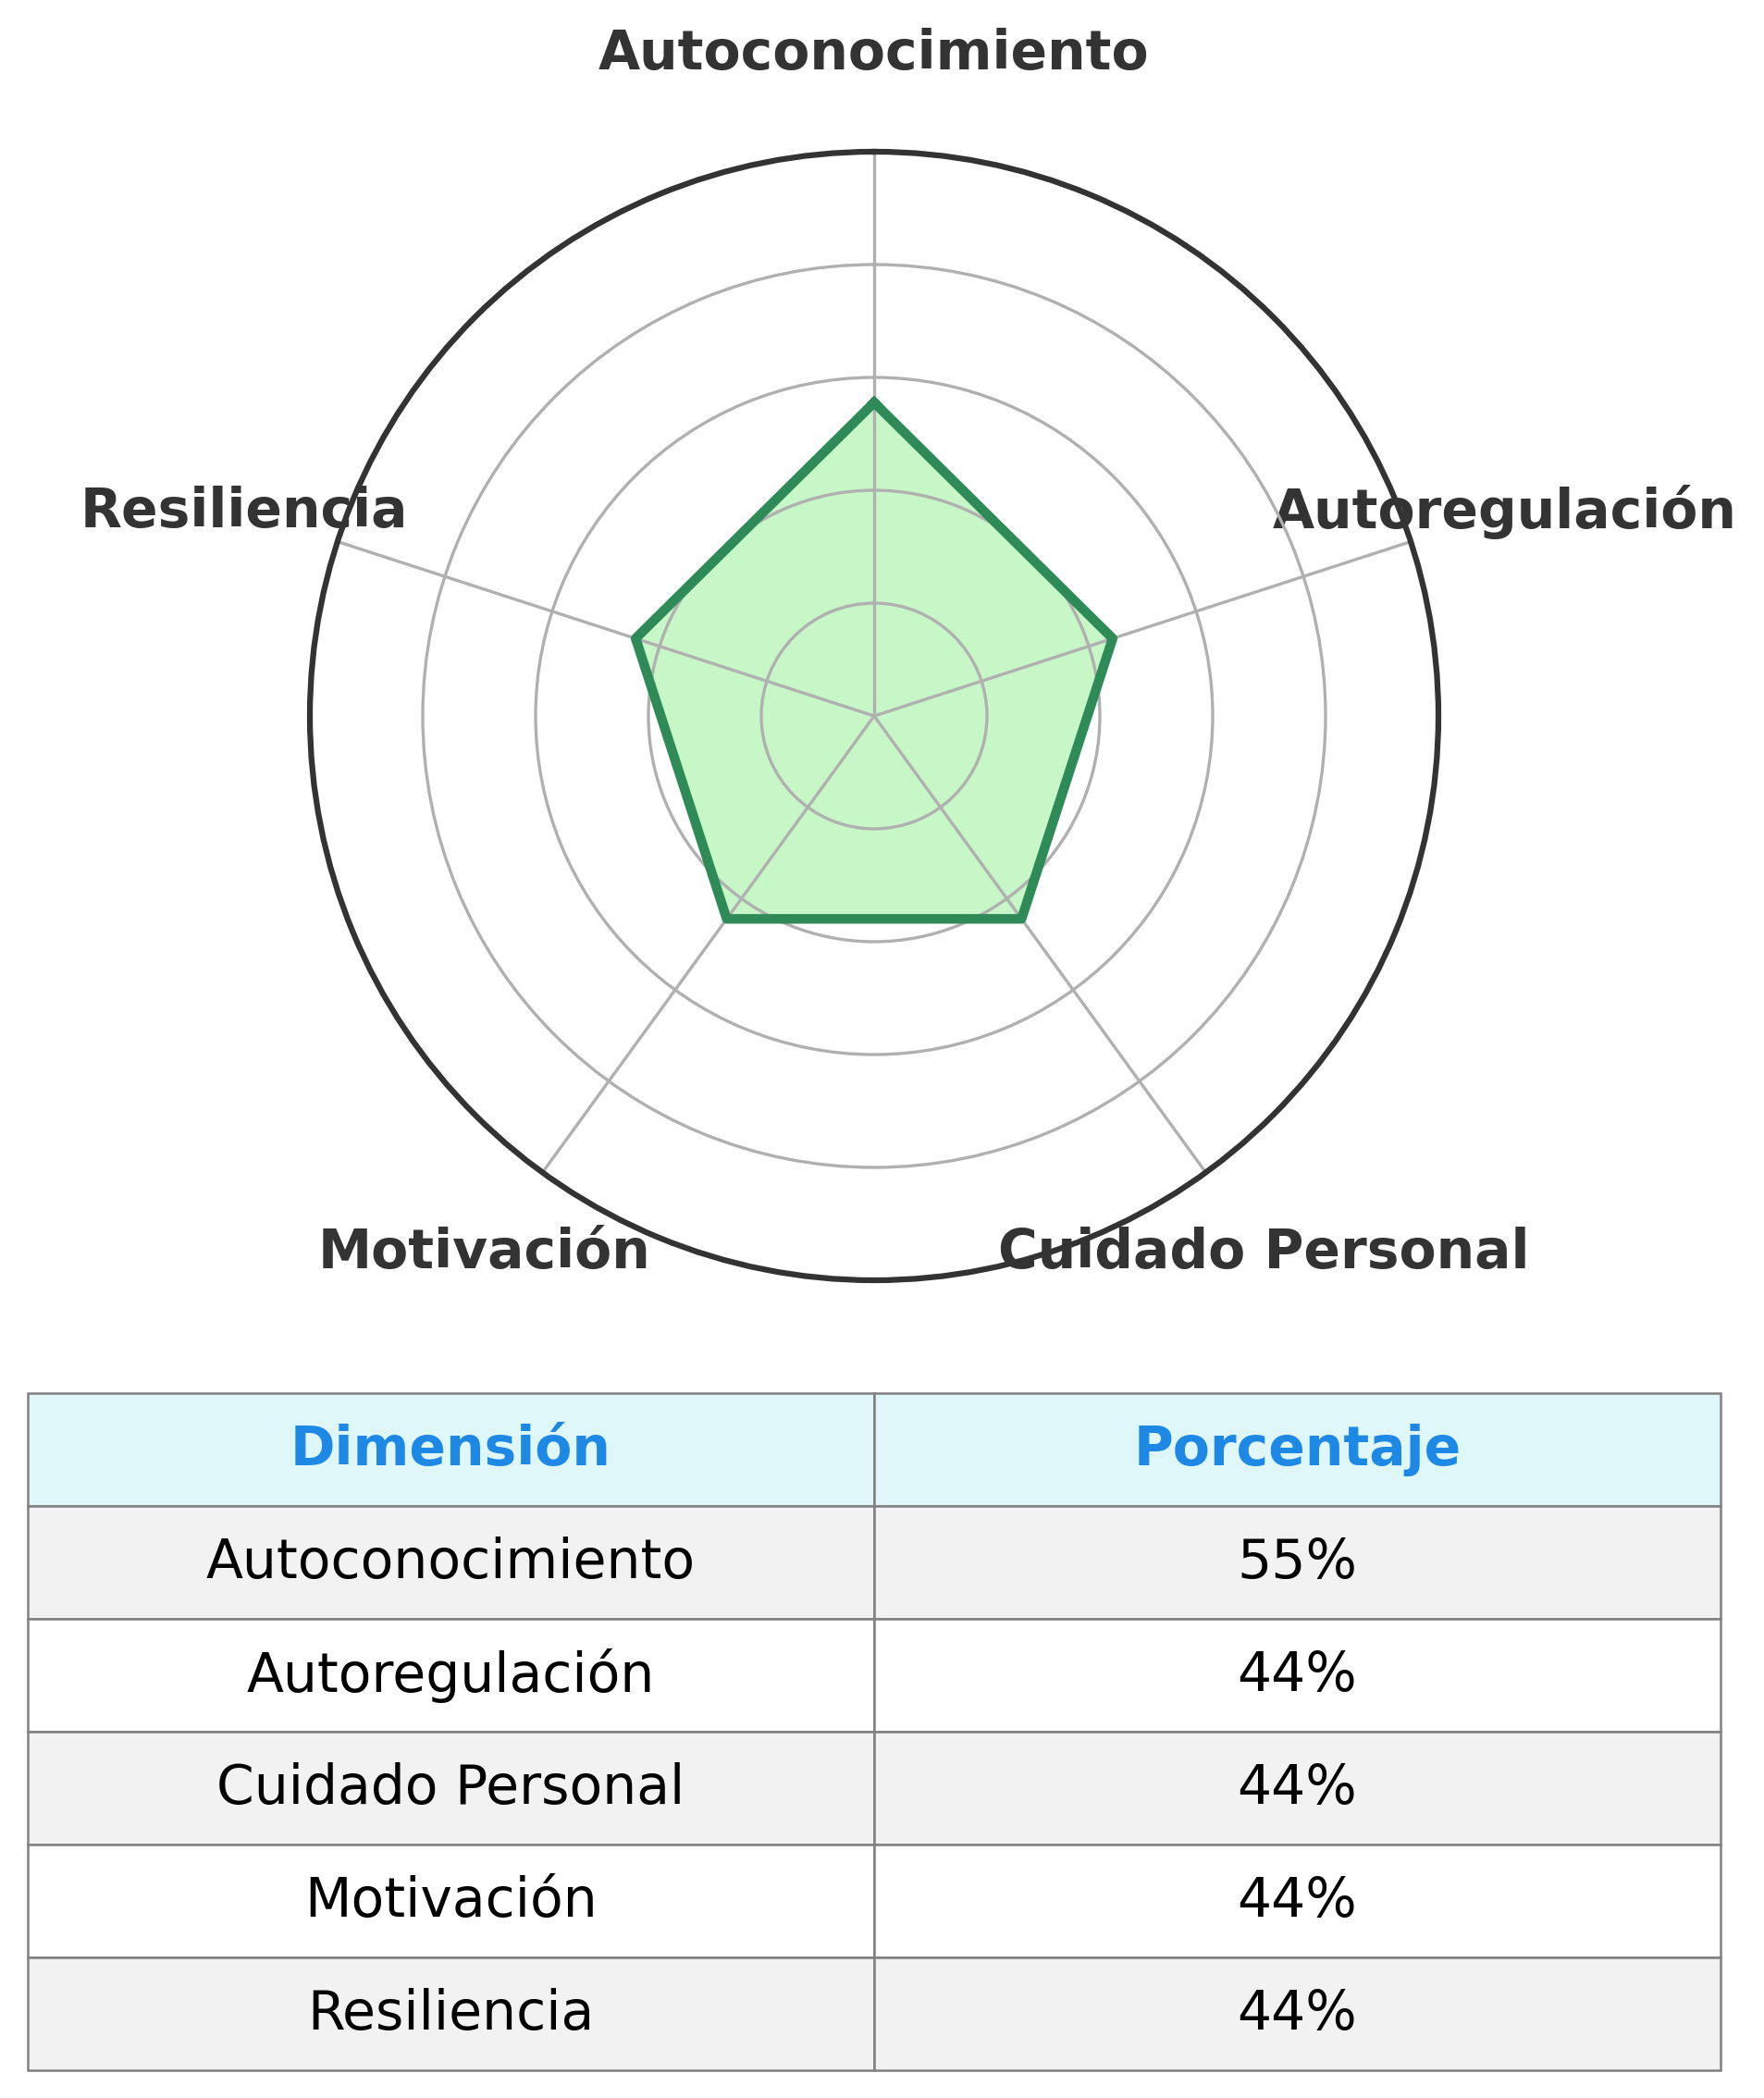 Autoconocimiento
Resiliencia
Autoregulación
Motivación
Cuidado Personal
Dimensión Porcentaje
Autoconocimiento 55%
Autoregulación 44%
Cuidado Personal 44%
Motivación 44%
Resiliencia 44%